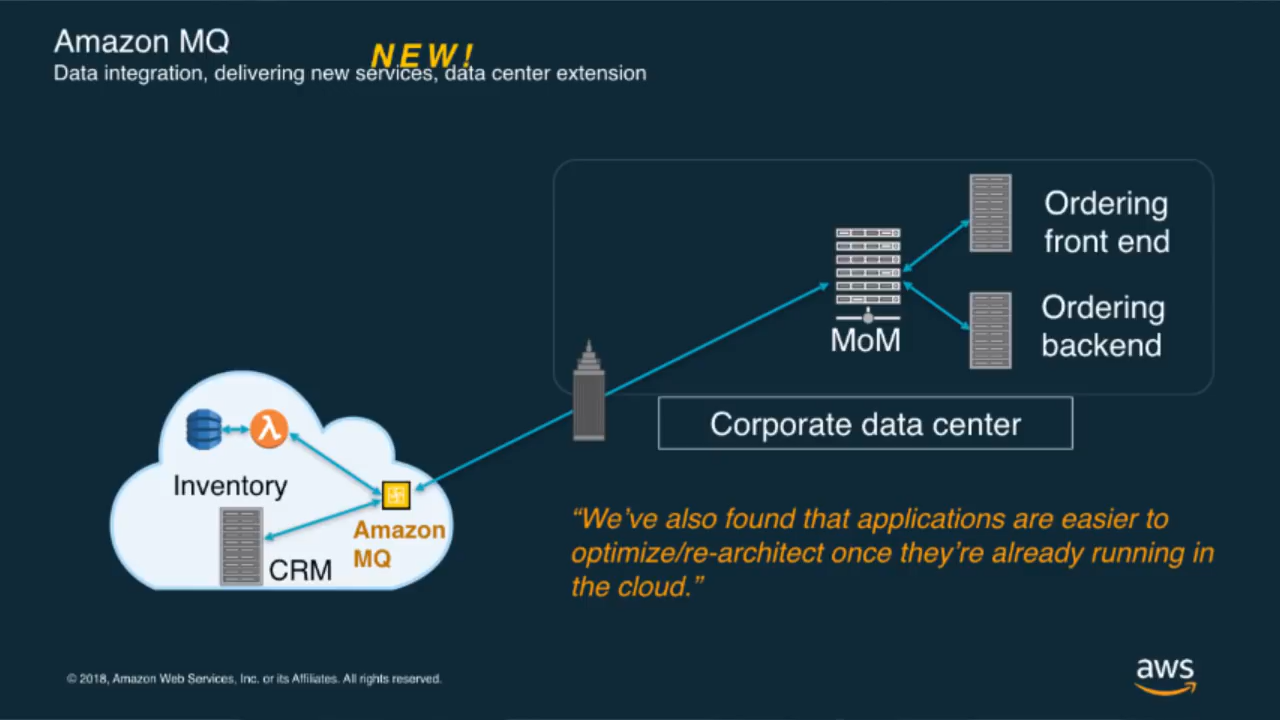 Amazon MQ
NEW!
Data integration, delivering new services, data center extension
Ordering
front end
Ordering
backend
MoM
Corporate data center
λ
Inventory
Amazon
MQ
CRM
“We’ve also found that applications are easier to
optimize/re-architect once they’re already running in
the cloud.”
© 2018, Amazon Web Services, Inc. or its Affiliates. All rights reserved.
aws